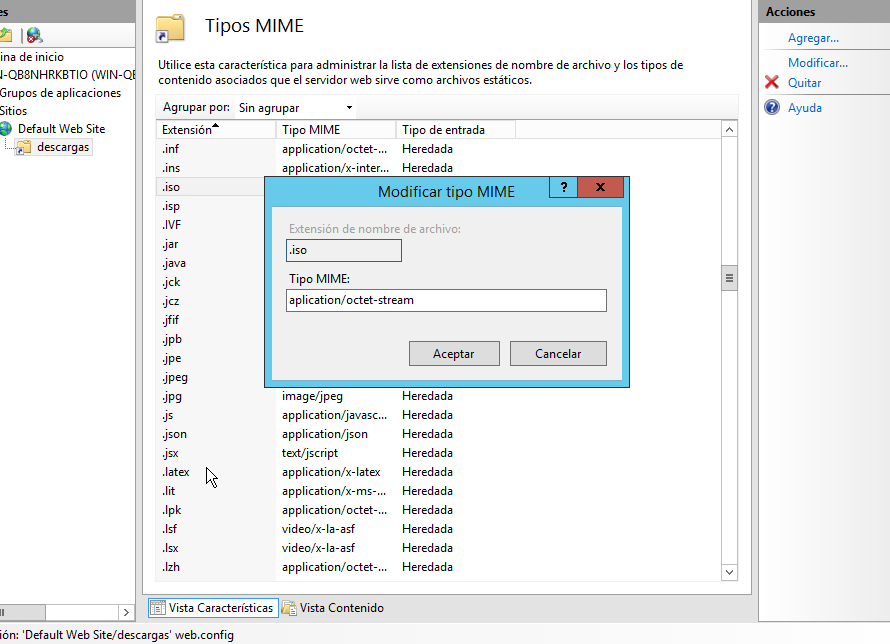 es
Tipos MIME
Acciones
ina de inicio
N-QB8NHRKBTIO (WIN-QB
Grupos de aplicaciones
Sitios
Default Web Site
descargas
Utilice esta característica para administrar la lista de extensiones de nombre de archivo y los tipos de
contenido asociados que el servidor web sirve como archivos estáticos.
Agrupar por: Sin agrupar
Extensión Tipo MIME Tipo de entrada
.inf application/octet-... Heredada
.ins application/x-inter... Heredada
.iso
.isp
.IVF
.jar
.java
.jck
.jcz
.jfif
.jpb
.jpe
.jpeg
.jpg image/jpeg Heredada
.js application/javasc... Heredada
.json application/json Heredada
.jsx text/jscript Heredada
.latex application/x-latex Heredada
.lit application/x-ms-... Heredada
.lpk application/octet-... Heredada
.lsf video/x-la-asf Heredada
.lsx video/x-la-asf Heredada
.lzh application/octet-... Heredada
Modificar tipo MIME ? X
Extensión de nombre de archivo:
.iso
Tipo MIME:
aplication/octet-stream
Aceptar Cancelar
Agregar...
Modificar...
Quitar
Ayuda
Vista Características Vista Contenido
ión: 'Default Web Site/descargas' web.config